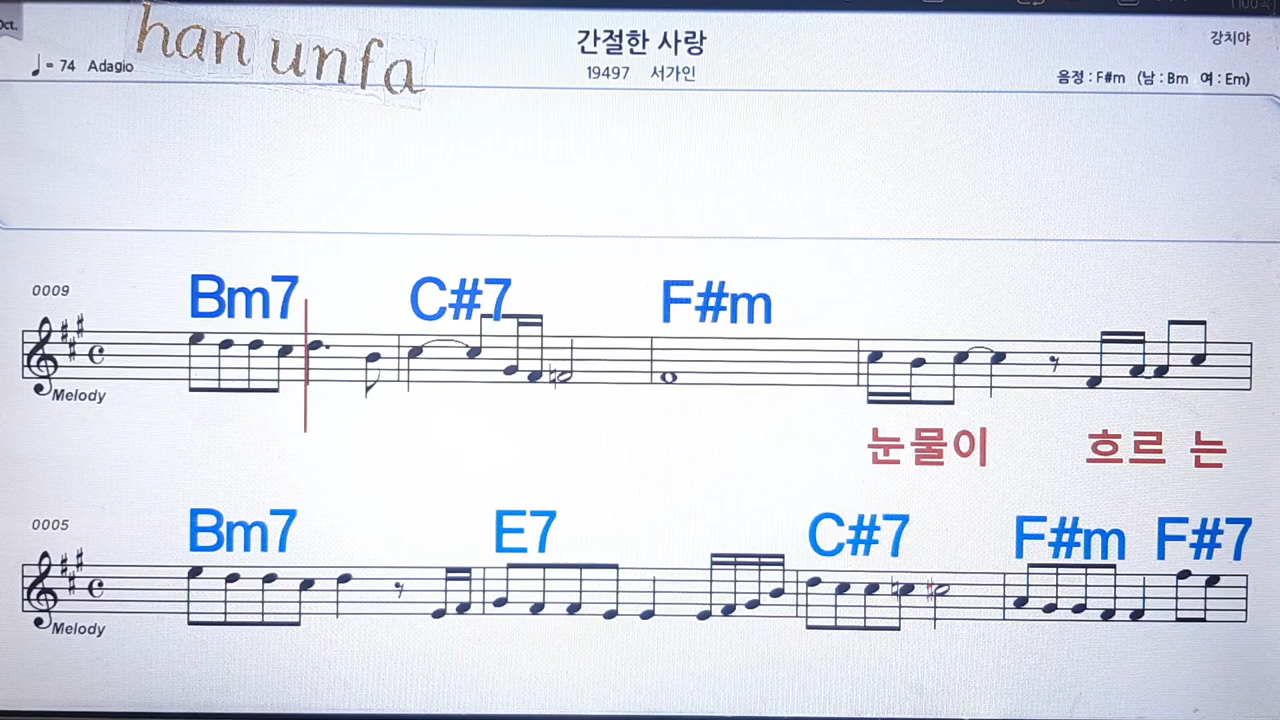 Oct.
han unfa
간절한 사랑
강치야
♩= 74 Adagio
19497 서가인
음정 : F#m (남 : Bm 여 : Em)
0009
Bm7 C#7 F#m
Melody
눈물이 흐르 는
0005
Bm7 E7 C#7 F#m F#7
Melody